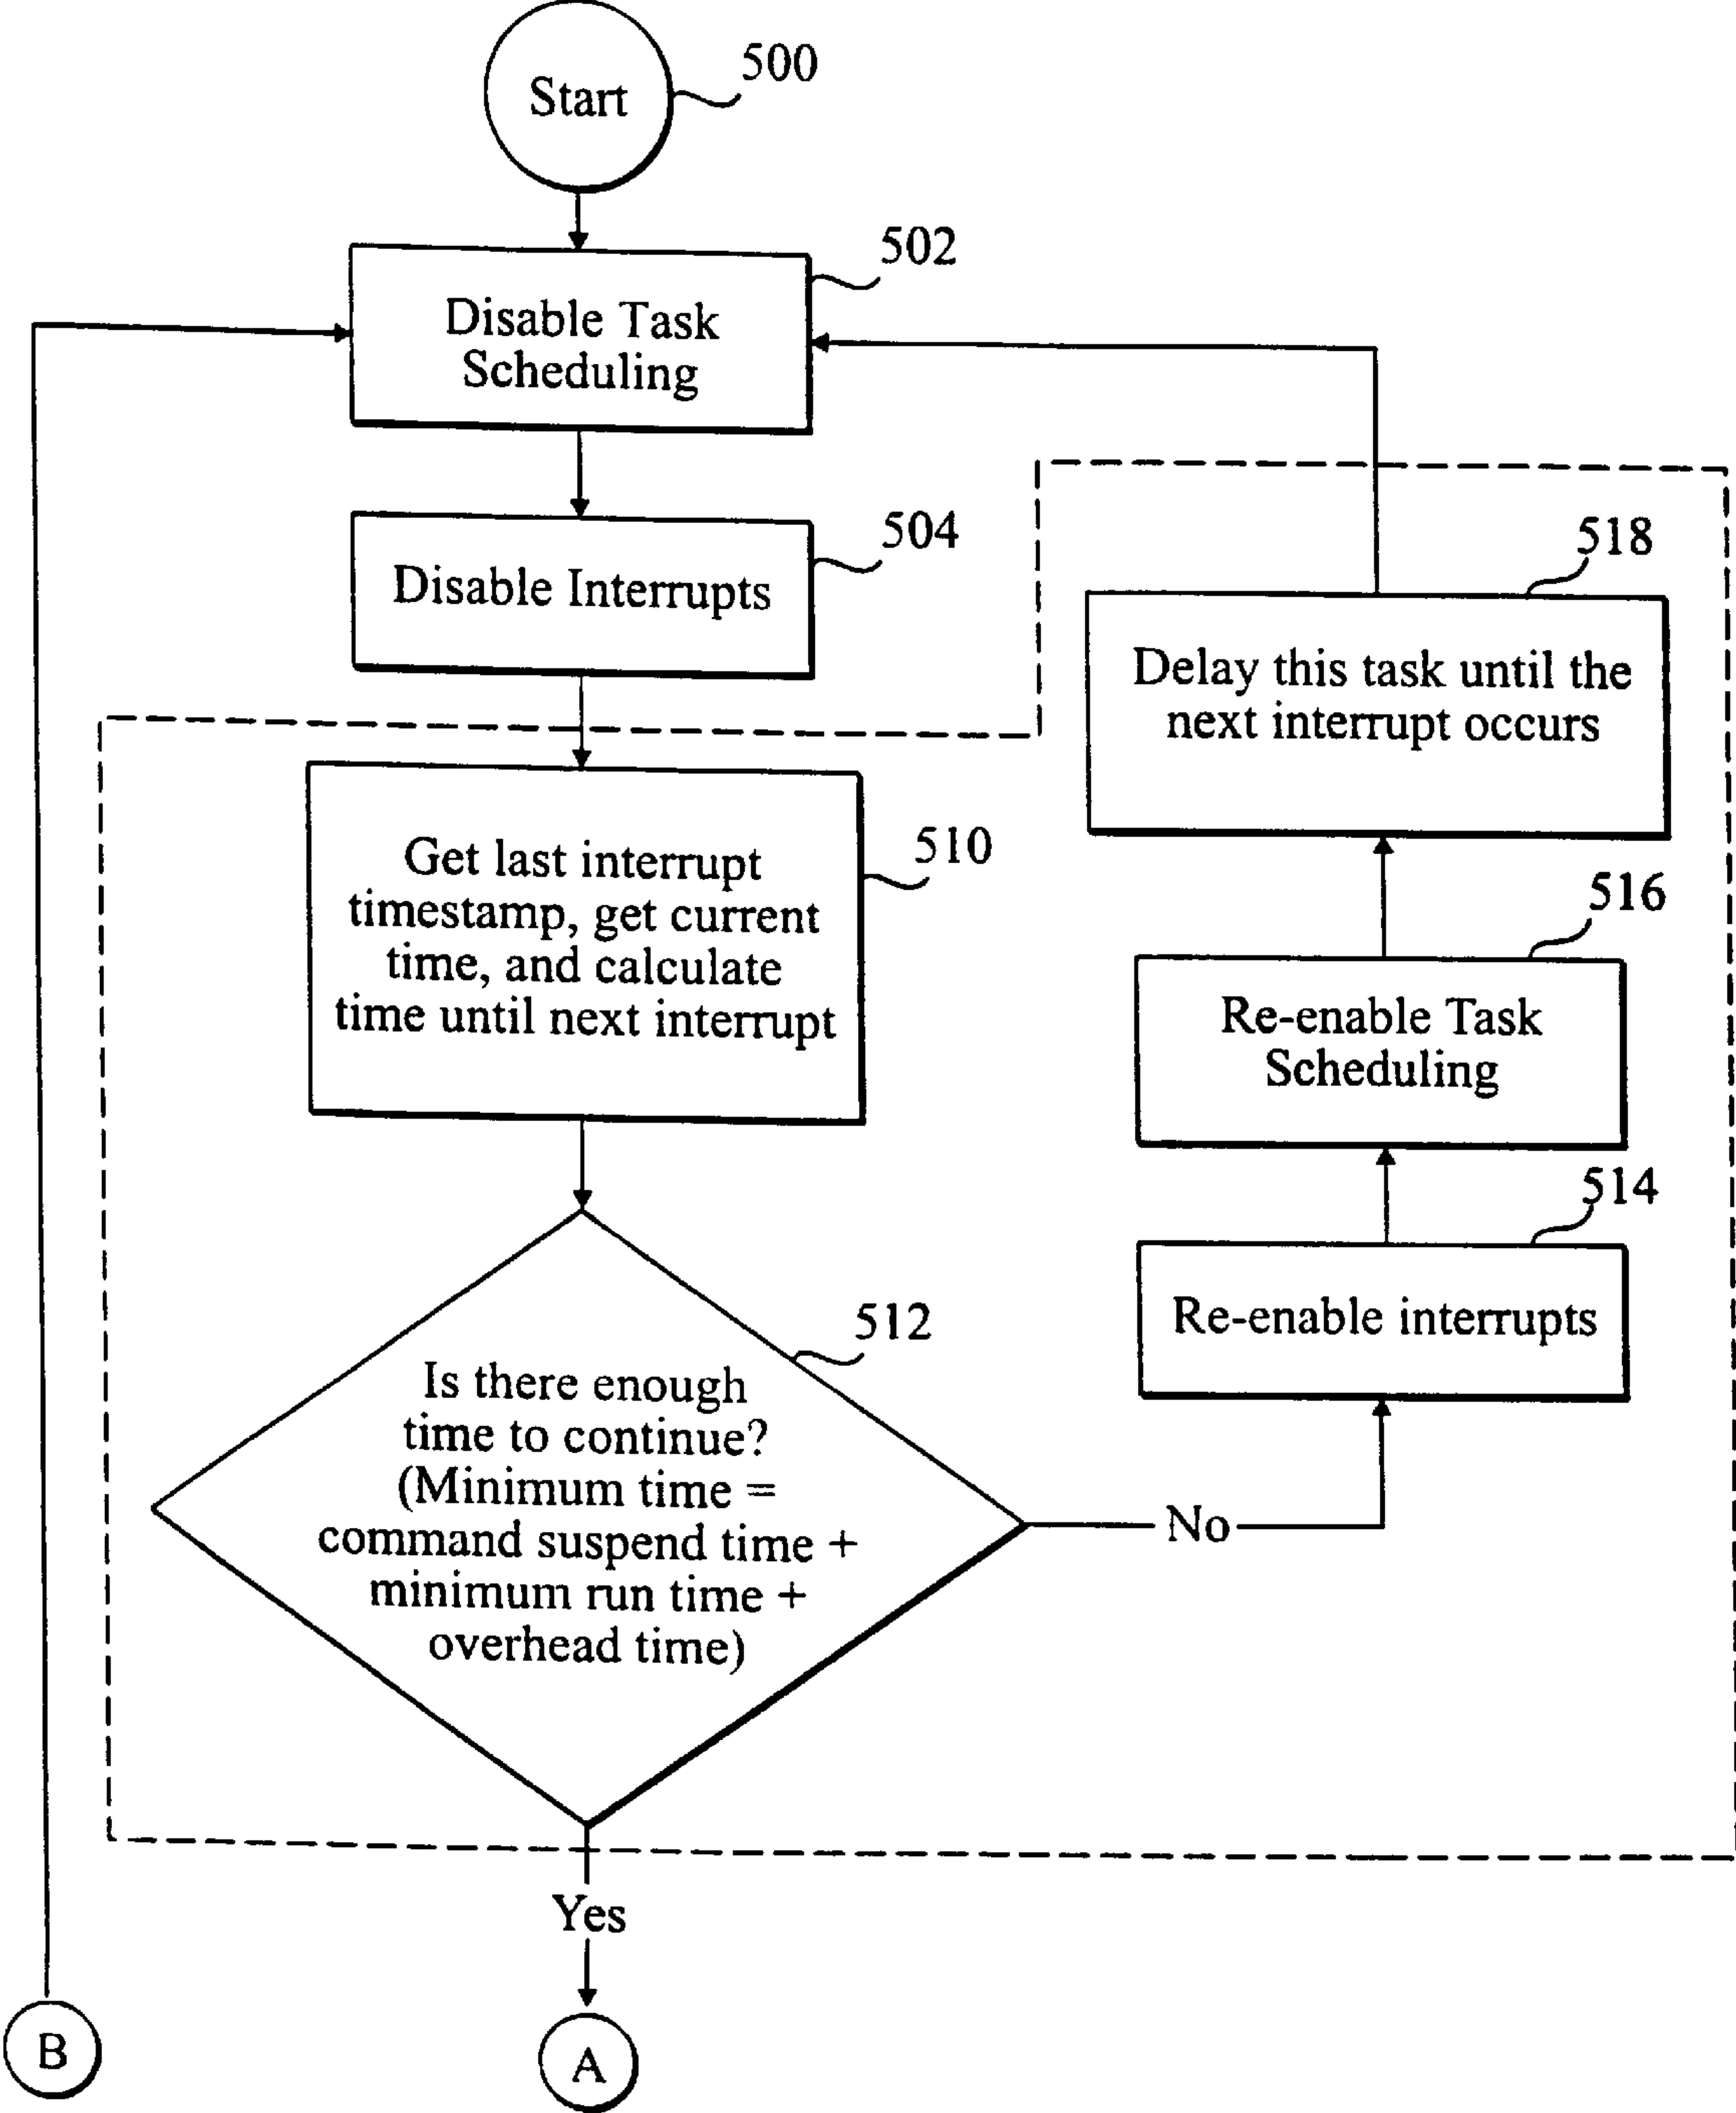 Start
500
Disable Task
Scheduling
502
Disable Interrupts
504
Get last interrupt
timestamp, get current
time, and calculate
time until next interrupt
510
Is there enough
time to continue?
(Minimum time =
command suspend time +
minimum run time +
overhead time)
512
No
Re-enable interrupts
514
Re-enable Task
Scheduling
516
Delay this task until the
next interrupt occurs
518
Yes
A
B